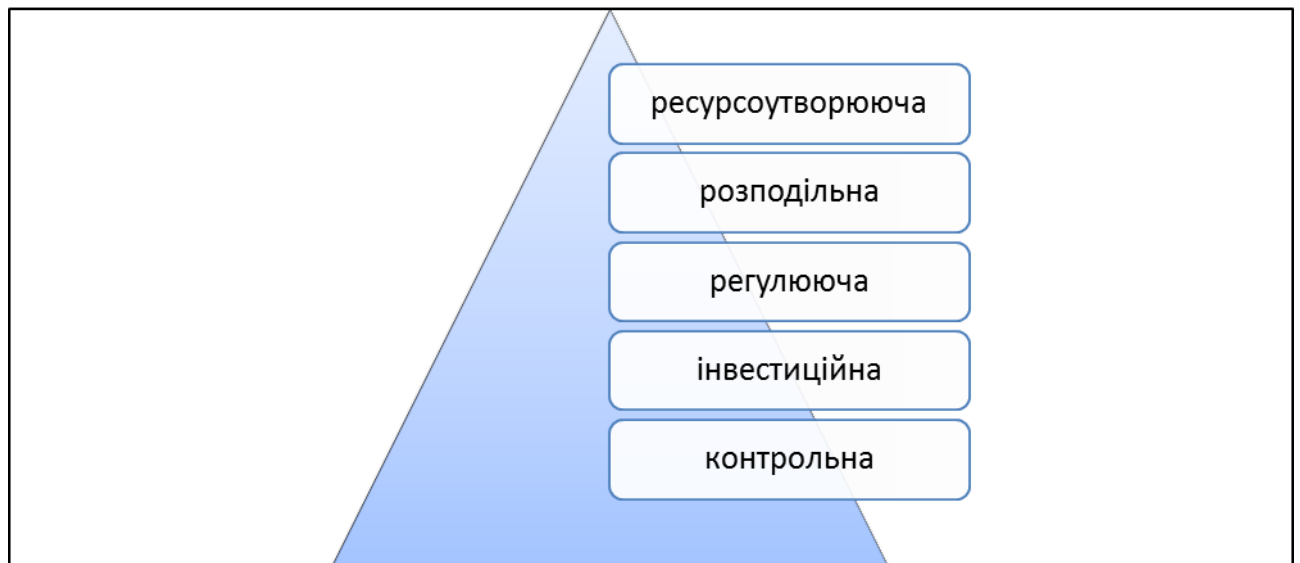 ресурсоутворююча
розподільна
регулююча
інвестиційна
контрольна